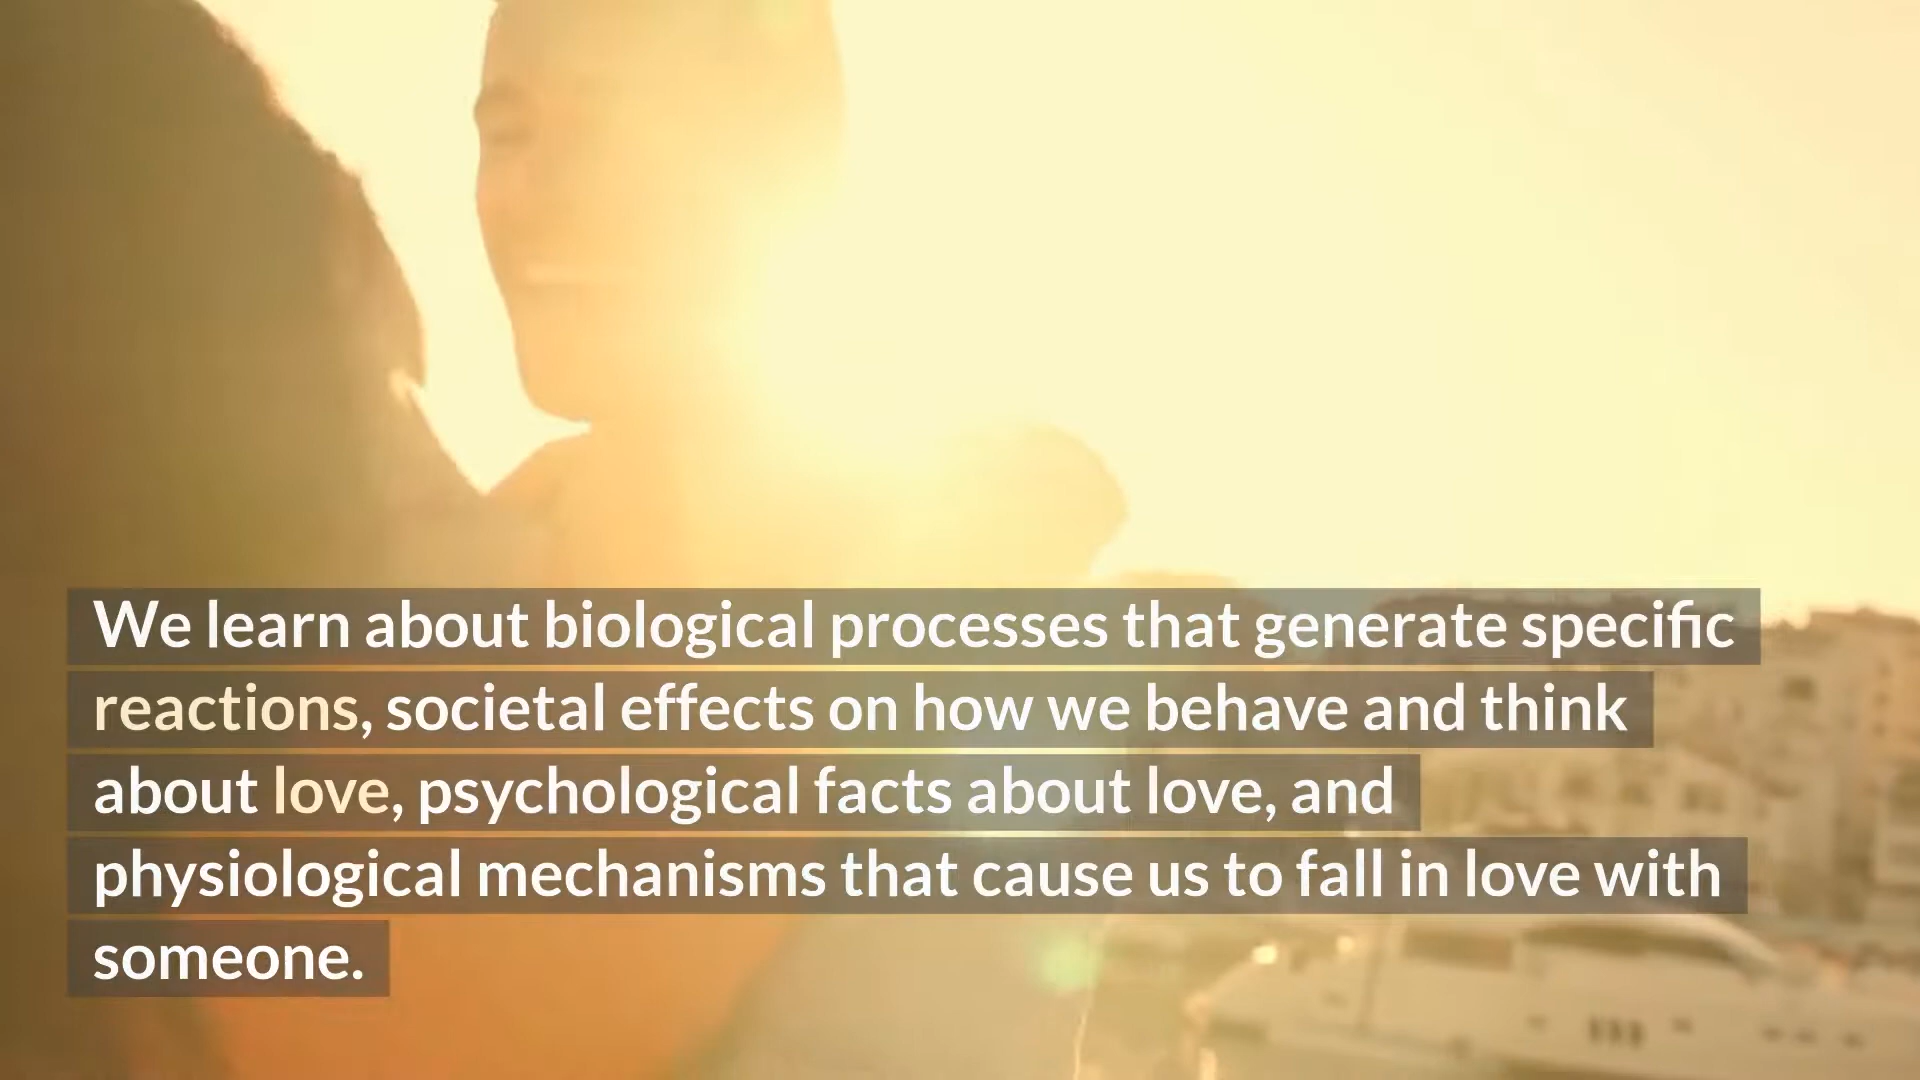 We learn about biological processes that generate specific
reactions, societal effects on how we behave and think
about love, psychological facts about love, and
physiological mechanisms that cause us to fall in love with
someone.